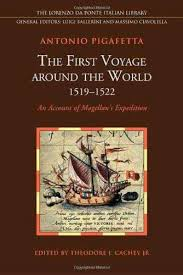 THE LORENZO DA PONTE ITALIAN LIBRARY
GENERAL EDITORS: LUIGI BALLERINI AND MASSIMO CIAVOLELLA
ANTONIO PIGAFETTA
THE FIRST VOYAGE
AROUND THE WORLD
1519–1522
An Account of Magellan's Expedition
EDITED BY THEODORE J. CACHEY JR.